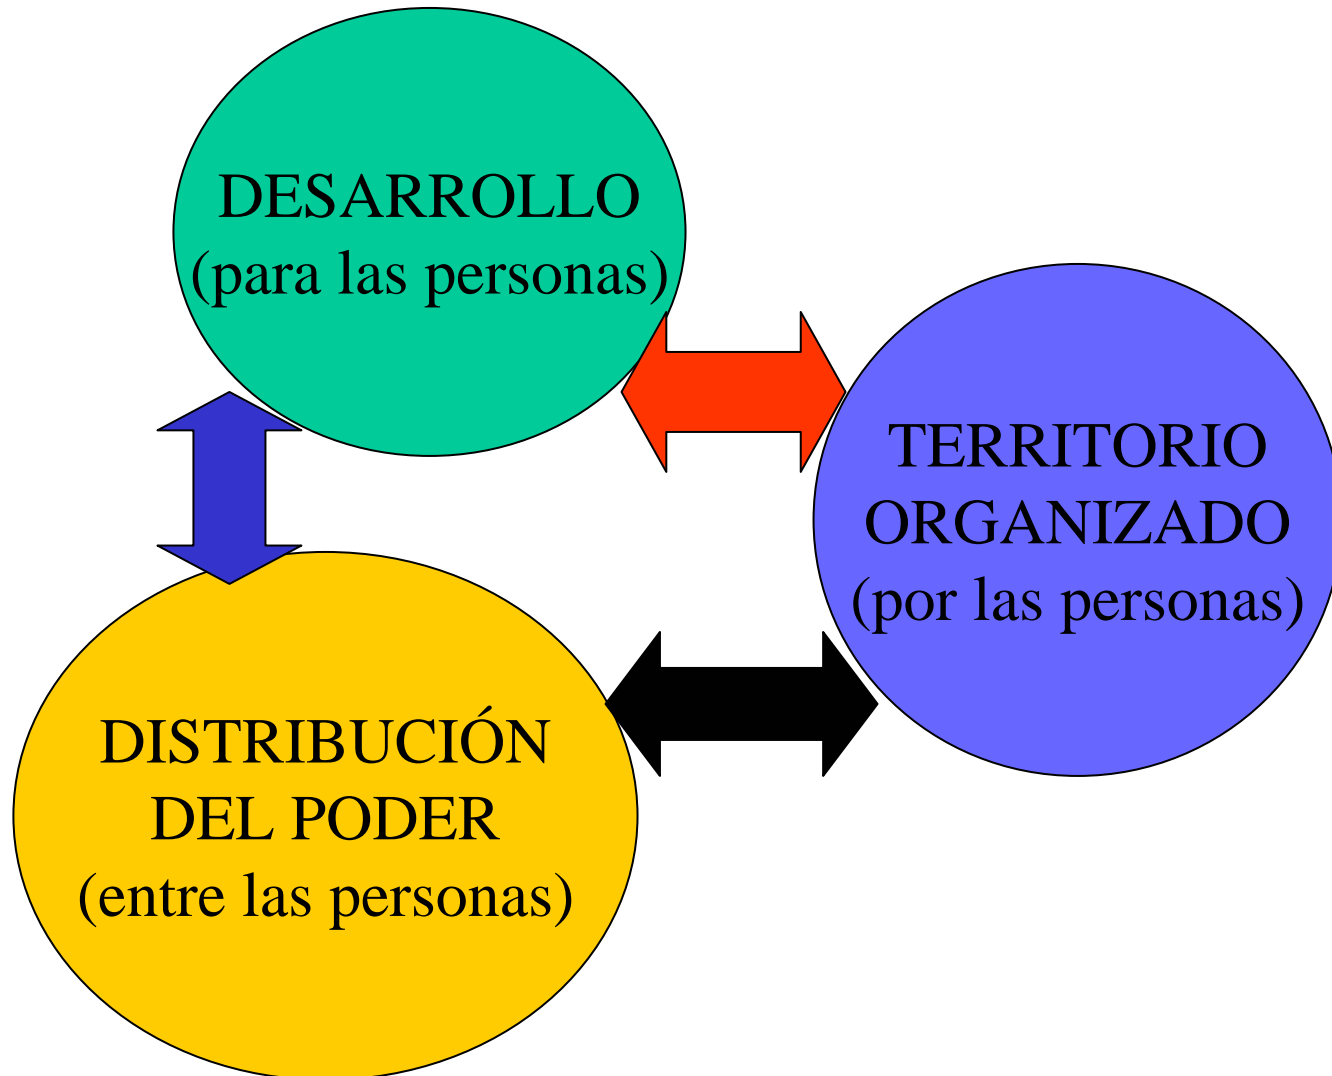 DESARROLLO
(para las personas)
TERRITORIO
ORGANIZADO
(por las personas)
DISTRIBUCIÓN
DEL PODER
(entre las personas)